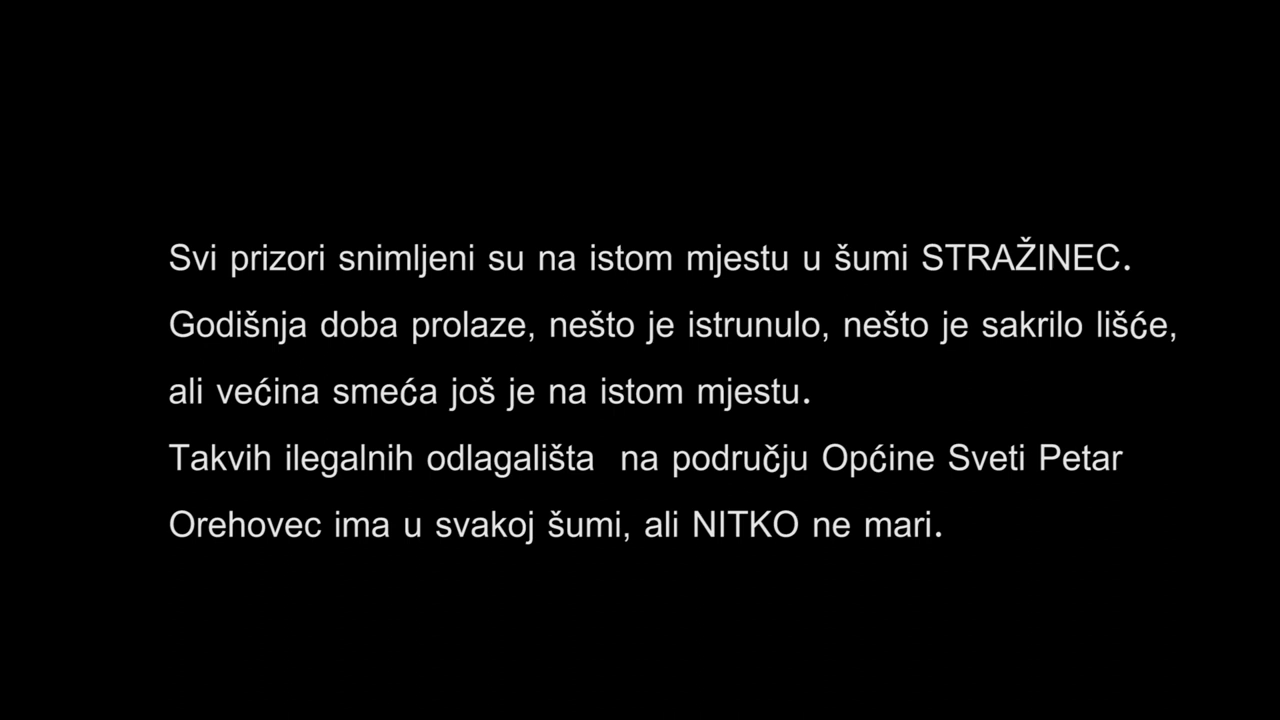 Svi prizori snimljeni su na istom mjestu u šumi STRAŽINEC.
Godišnja doba prolaze, nešto je istrunulo, nešto je sakrilo lišće,
ali većina smeća još je na istom mjestu.
Takvih ilegalnih odlagališta  na području Općine Sveti Petar
Orehovec ima u svakoj šumi, ali NITKO ne mari.